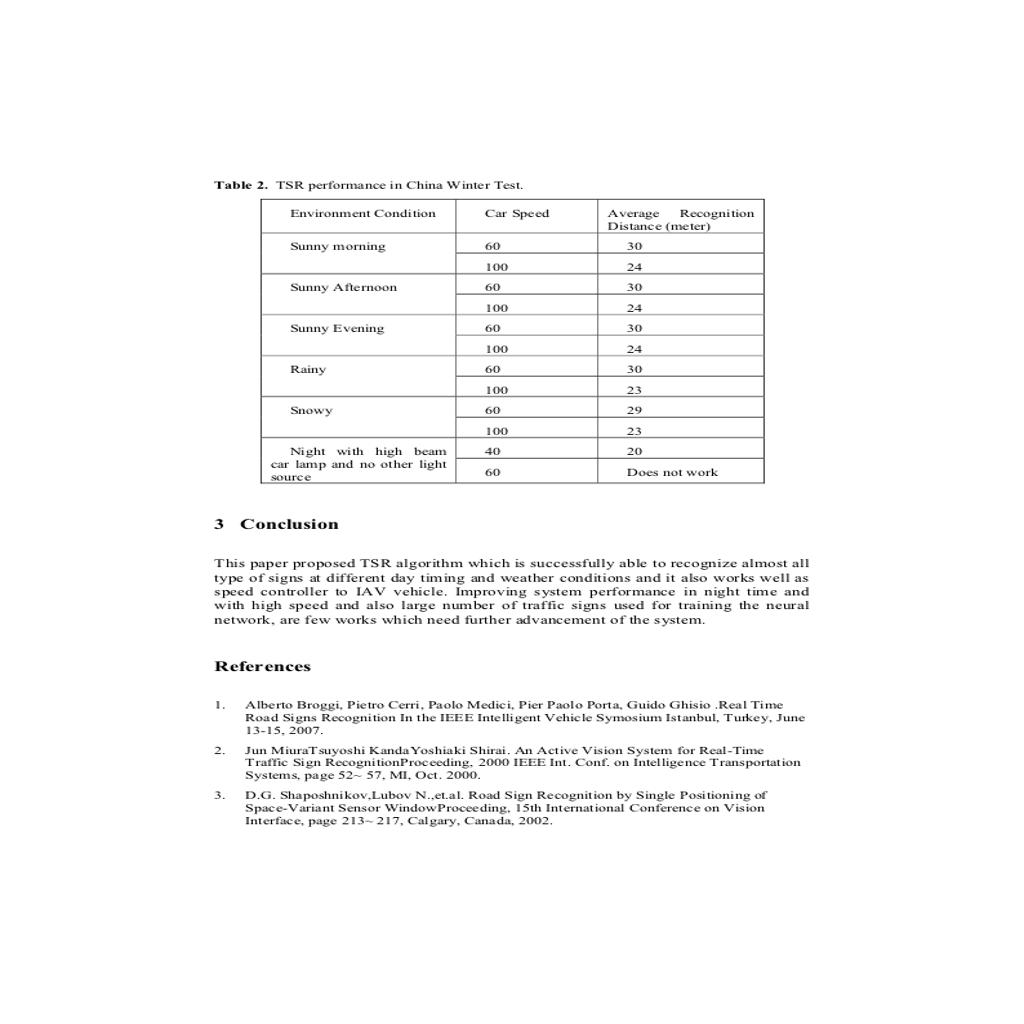 Table 2. TSR performance in China Winter Test.
Environment Condition Car Speed Average Recognition
Distance (meter)
Sunny morning 60 30
100 24
Sunny Afternoon 60 30
100 24
Sunny Evening 60 30
100 24
Rainy 60 30
100 23
Snowy 60 29
100 23
Night with high beam 40 20
car lamp and no other light
source 60 Does not work
3 Conclusion
This paper proposed TSR algorithm which is successfully able to recognize almost all
type of signs at different day timing and weather conditions and it also works well as
speed controller to IAV vehicle. Improving system performance in night time and
with high speed and also large number of traffic signs used for training the neural
network, are few works which need further advancement of the system.
References
1. Alberto Broggi, Pietro Cerri, Paolo Medici, Pier Paolo Porta, Guido Ghisio .Real Time
Road Signs Recognition In the IEEE Intelligent Vehicle Symosium Istanbul, Turkey, June
13-15, 2007.
2. Jun MiuraTsuyoshi KandaYoshiaki Shirai. An Active Vision System for Real-Time
Traffic Sign RecognitionProceeding, 2000 IEEE Int. Conf. on Intelligence Transportation
Systems, page 52~ 57, MI, Oct. 2000.
3. D.G. Shaposhnikov,Lubov N.,et.al. Road Sign Recognition by Single Positioning of
Space-Variant Sensor WindowProceeding, 15th International Conference on Vision
Interface, page 213~ 217, Calgary, Canada, 2002.